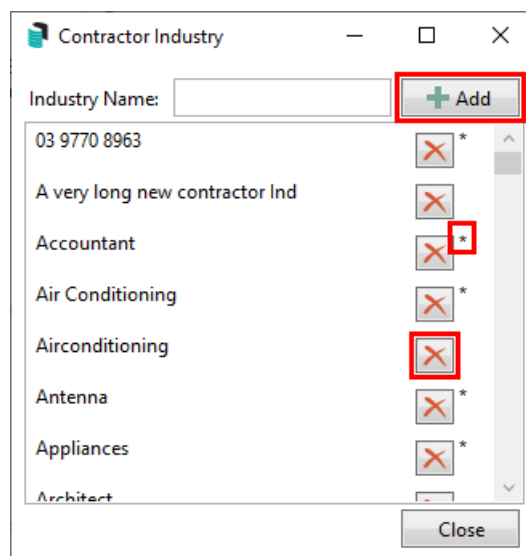 Contractor Industry
Industry Name: Add
03 9770 8963 *
A very long new contractor Ind
Accountant *
Air Conditioning *
Airconditioning
Antenna *
Appliances *
Architect
Close